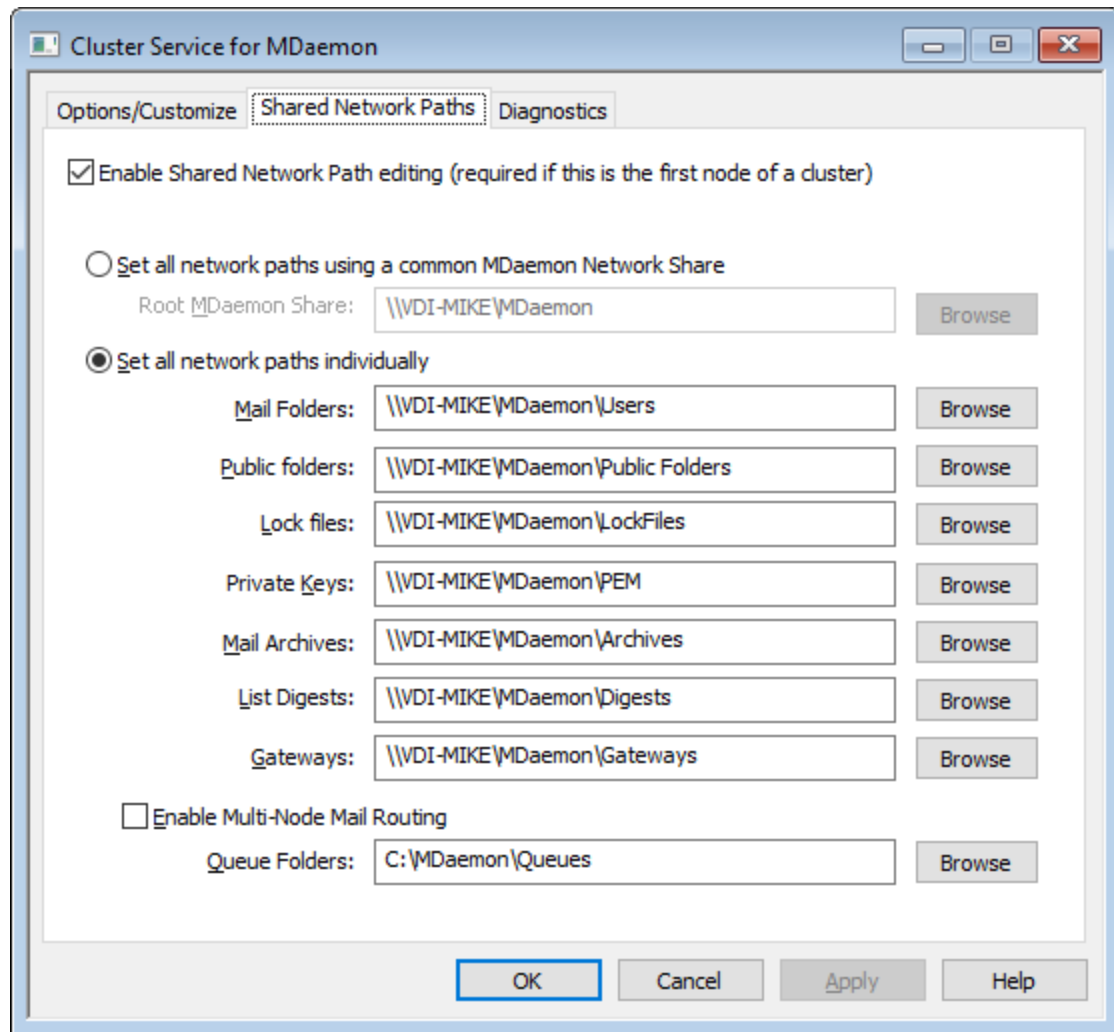 Cluster Service for MDaemon
Options/Customize Shared Network Paths Diagnostics
Enable Shared Network Path editing (required if this is the first node of a cluster)
Set all network paths using a common MDaemon Network Share
Root MDaemon Share: \\VDI-MIKE\MDaemon Browse
Set all network paths individually
Mail Folders: \\VDI-MIKE\MDaemon\Users Browse
Public folders: \\VDI-MIKE\MDaemon\Public Folders Browse
Lock files: \\VDI-MIKE\MDaemon\LockFiles Browse
Private Keys: \\VDI-MIKE\MDaemon\PEM Browse
Mail Archives: \\VDI-MIKE\MDaemon\Archives Browse
List Digests: \\VDI-MIKE\MDaemon\Digests Browse
Gateways: \\VDI-MIKE\MDaemon\Gateways Browse
Enable Multi-Node Mail Routing
Queue Folders: C:\MDaemon\Queues Browse
OK Cancel Apply Help